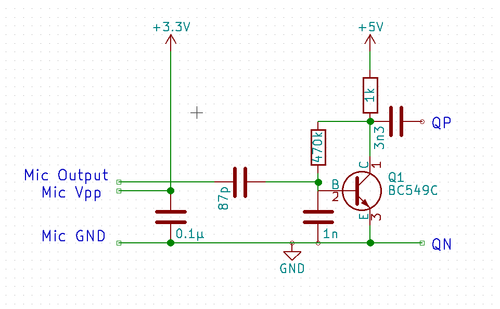 +3.3V
+5V
1k
QP
3n3
470k
Mic Output
Mic Vpp
87p
B
2
C
1
Q1
BC549C
E
3
Mic GND
0.1µ
1n
QN
GND